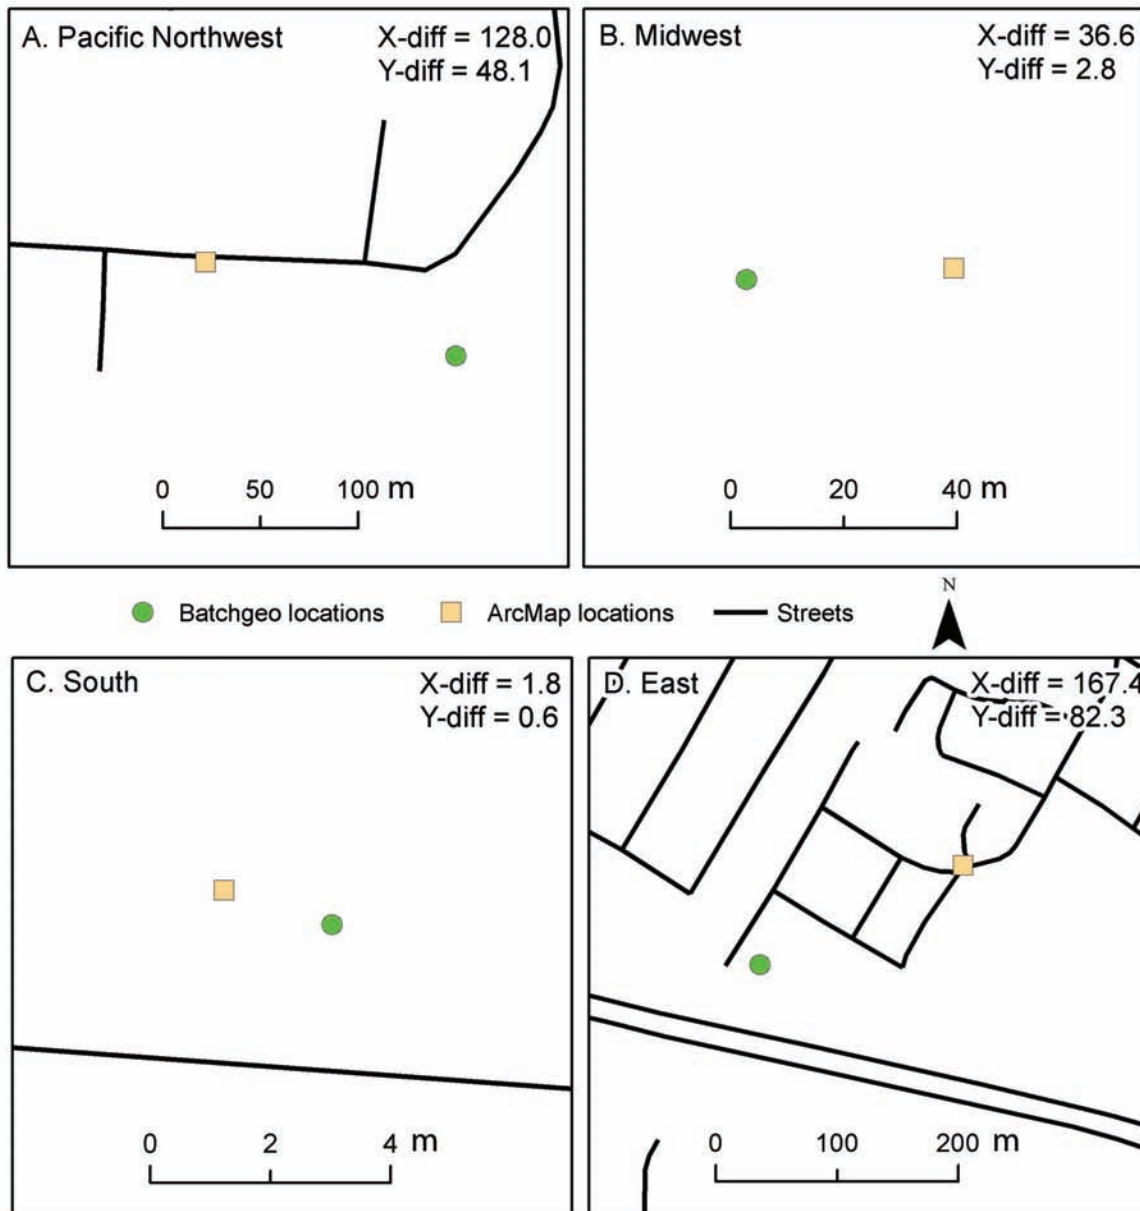 A. Pacific Northwest
X-diff = 128.0
Y-diff = 48.1
0 50 100 m
B. Midwest
X-diff = 36.6
Y-diff = 2.8
0 20 40 m
Batchgeo locations
ArcMap locations
Streets
N
C. South
X-diff = 1.8
Y-diff = 0.6
0 2 4 m
D. East
X-diff = 167.4
Y-diff = 82.3
0 100 200 m